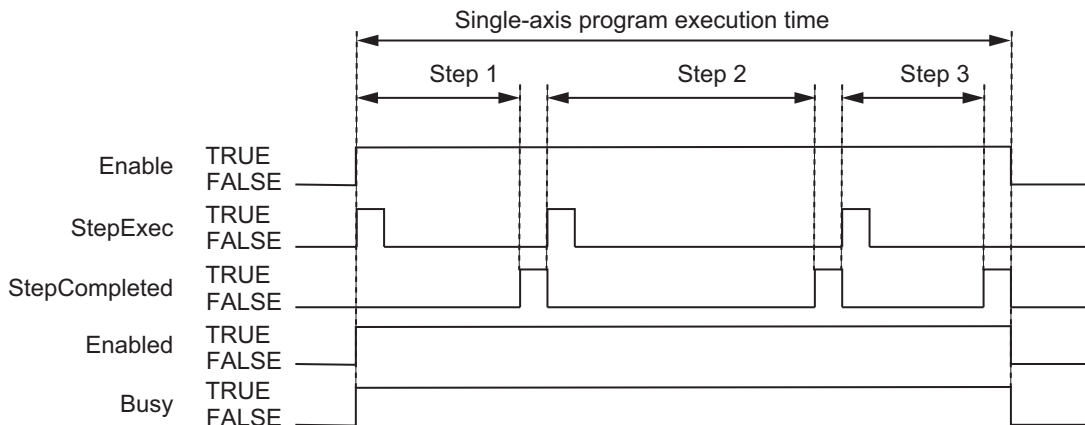 Single-axis program execution time
Step 1 Step 2 Step 3
Enable TRUE
FALSE
StepExec TRUE
FALSE
StepCompleted TRUE
FALSE
Enabled TRUE
FALSE
Busy TRUE
FALSE